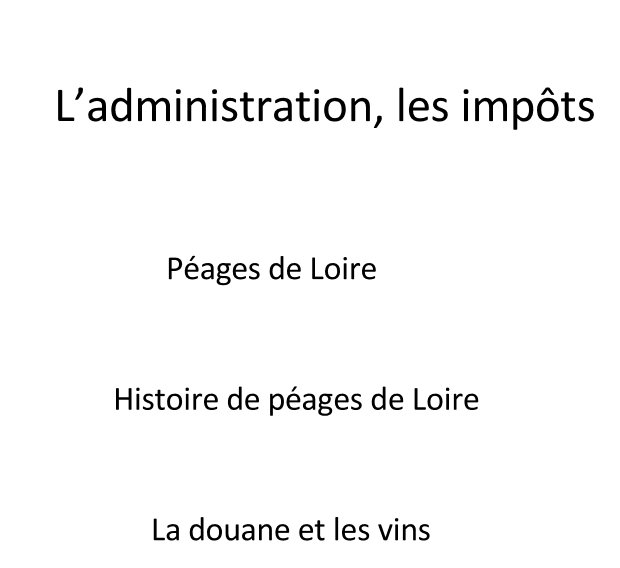 L’administration, les impôts
Péages de Loire
Histoire de péages de Loire
La douane et les vins